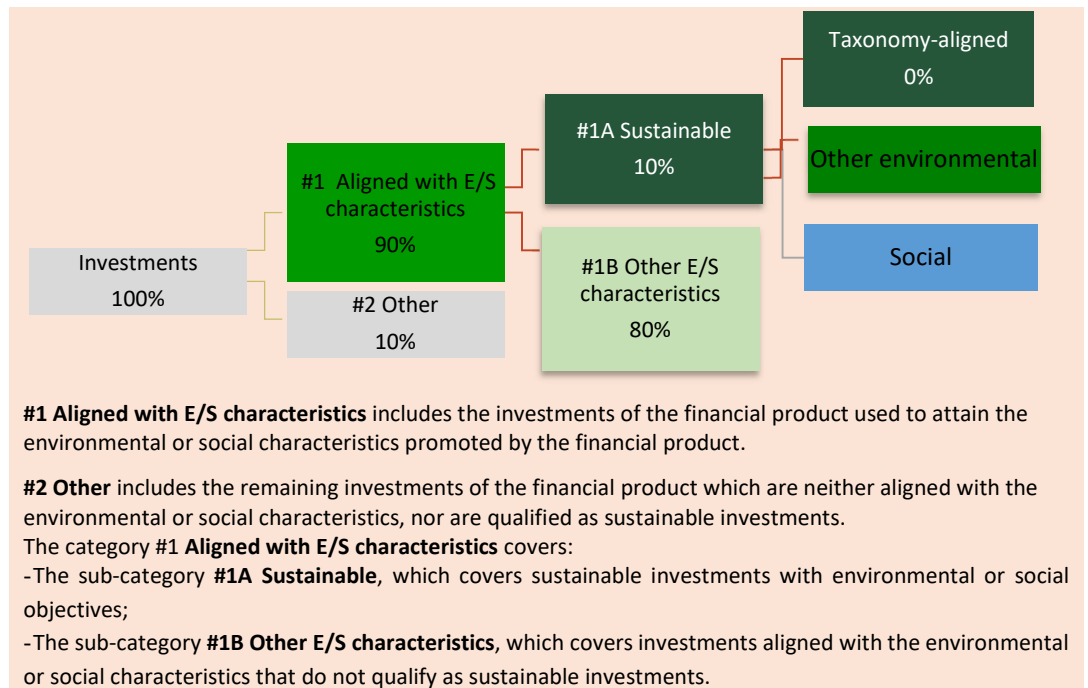 Investments
100%
#1 Aligned with E/S
characteristics
90%
#2 Other
10%
#1A Sustainable
10%
#1B Other E/S
characteristics
80%
Taxonomy-aligned
0%
Other environmental
Social
#1 Aligned with E/S characteristics includes the investments of the financial product used to attain the
environmental or social characteristics promoted by the financial product.
#2 Other includes the remaining investments of the financial product which are neither aligned with the
environmental or social characteristics, nor are qualified as sustainable investments.
The category #1 Aligned with E/S characteristics covers:
-The sub-category #1A Sustainable, which covers sustainable investments with environmental or social
objectives;
-The sub-category #1B Other E/S characteristics, which covers investments aligned with the environmental
or social characteristics that do not qualify as sustainable investments.